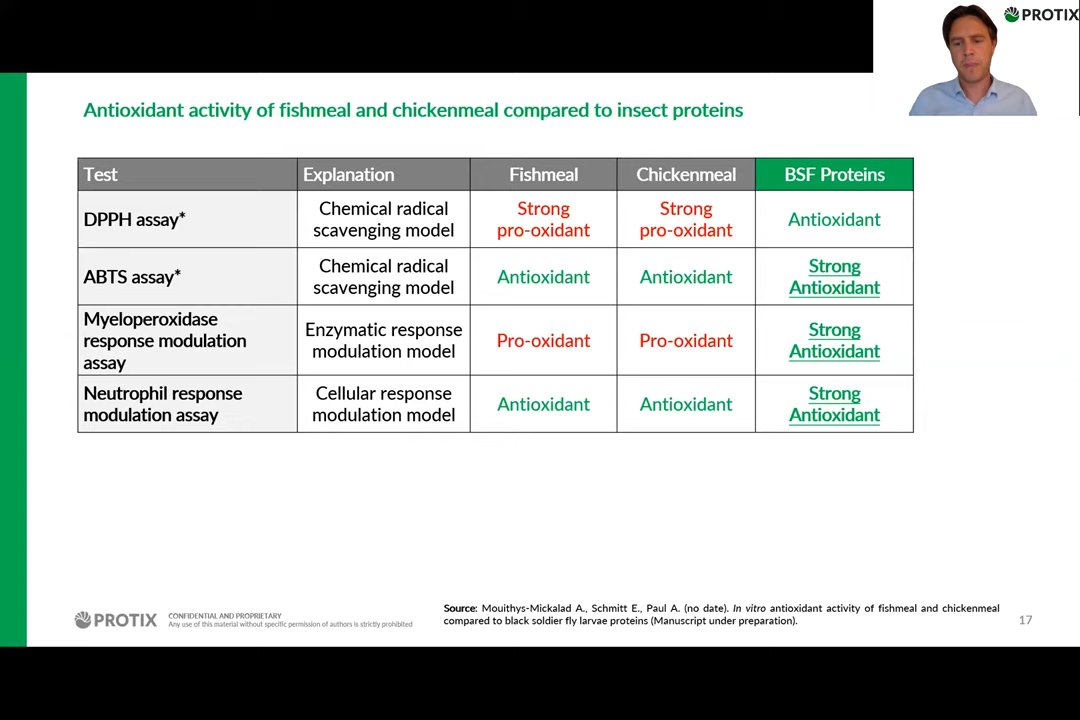 PROTIX
Antioxidant activity of fishmeal and chickenmeal compared to insect proteins
Test
Explanation
Fishmeal
Chickenmeal
BSF Proteins
DPPH assay*
Chemical radical
scavenging model
Strong
pro-oxidant
Strong
pro-oxidant
Antioxidant
ABTS assay*
Chemical radical
scavenging model
Antioxidant
Antioxidant
Strong
Antioxidant
Myeloperoxidase
response modulation
assay
Enzymatic response
modulation model
Pro-oxidant
Pro-oxidant
Strong
Antioxidant
Neutrophil response
modulation assay
Cellular response
modulation model
Antioxidant
Antioxidant
Strong
Antioxidant
PROTIX
CONFIDENTIAL AND PROPRIETARY
Any use of this material without specific permission of authors is strictly prohibited
Source: Mouithys-Mickalad A., Schmitt E., Paul A. (no date). In vitro antioxidant activity of fishmeal and chickenmeal
compared to black soldier fly larvae proteins (Manuscript under preparation).
17